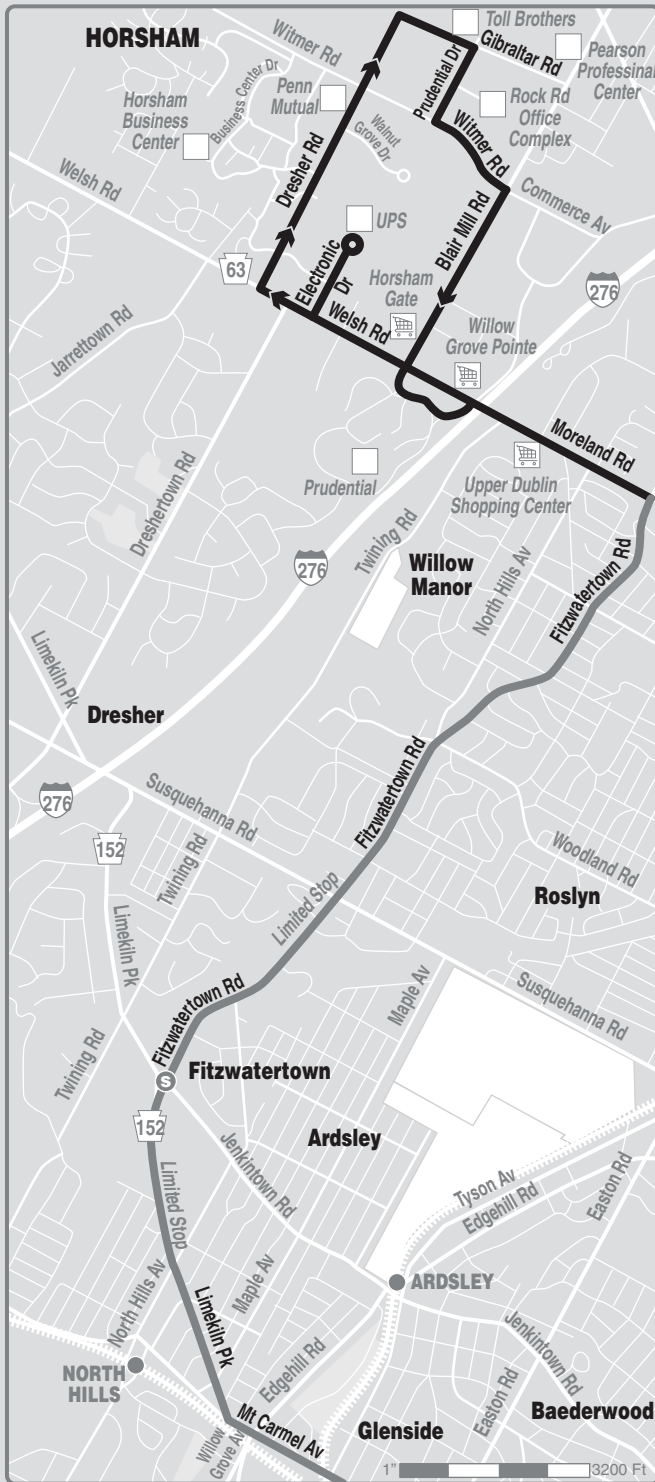 HORSHAM
Witmer Rd
Toll Brothers
Gibraltar Rd
Pearson
Professinal
Center
Business Center Dr
Penn
Mutual
Prudential Dr
Rock Rd
Office
Complex
Horsham
Business
Center
Walnut
Grove Dr
Witmer Rd
Welsh Rd
Dresher Rd
Commerce Av
UPS
Blair Mill Rd
63
Electronic
Dr
Horsham
Gate
276
Welsh Rd
Willow
Grove Pointe
Jarrettown Rd
Moreland Rd
Prudential
Upper Dublin
Shopping Center
Dreshertown Rd
Twining Rd
276
Willow
Manor
North Hills Av
Fitzwatertown Rd
Limekiln Pk
Dresher
Fitzwatertown Rd
276
Susquehanna Rd
152
Twining Rd
Woodland Rd
Limited Stop
Roslyn
Limekiln Pk
Maple Av
Susquehanna Rd
Fitzwatertown Rd
Twining Rd
S
Fitzwatertown
152
Ardsley
Jenkintown Rd
Limited Stop
Tyson Av
Edgehill Rd
Easton Rd
North Hills Av
Maple Av
ARDSLEY
Limekiln Pk
Jenkintown Rd
NORTH
HILLS
Edgehill Rd
Easton Rd
Baederwood
Mt Carmel Av
Glenside
Willow
Grove Av
1"
3200 Ft